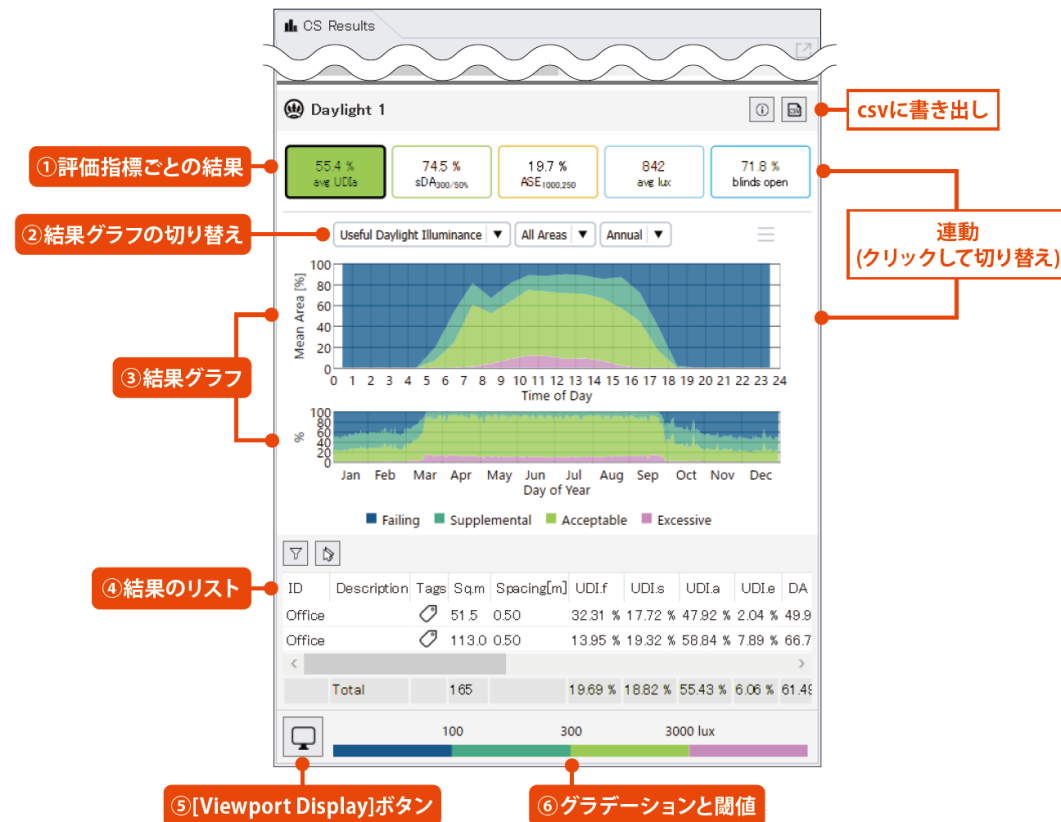 CS Results
Daylight 1
csvに書き出し
①評価指標ごとの結果
55.4 %
avg UDIa
74.5 %
sDA300/50%
19.7 %
ASE1000,250
842
avg lux
71.8 %
blinds open
連動
(クリックして切り替え)
②結果グラフの切り替え
Useful Daylight Illuminance ▼ All Areas ▼ Annual ▼
③結果グラフ
Mean Area [%]
100
80
60
40
20
0
0 1 2 3 4 5 6 7 8 9 10 11 12 13 14 15 16 17 18 19 20 21 22 23 24
Time of Day
%
100
80
60
40
20
0
Jan Feb Mar Apr May Jun Jul Aug Sep Oct Nov Dec
Day of Year
Failing Supplemental Acceptable Excessive
④結果のリスト
ID Description Tags Sq.m Spacing[m] UDI.f UDI.s UDI.a UDI.e DA
Office 51.5 0.50 32.31 % 17.72 % 47.92 % 2.04 % 49.9
Office 113.0 0.50 13.95 % 19.32 % 58.84 % 7.89 % 66.7
Total 165 19.69 % 18.82 % 55.43 % 6.06 % 61.49
100 300 3000 lux
⑤[Viewport Display]ボタン
⑥グラデーションと閾値